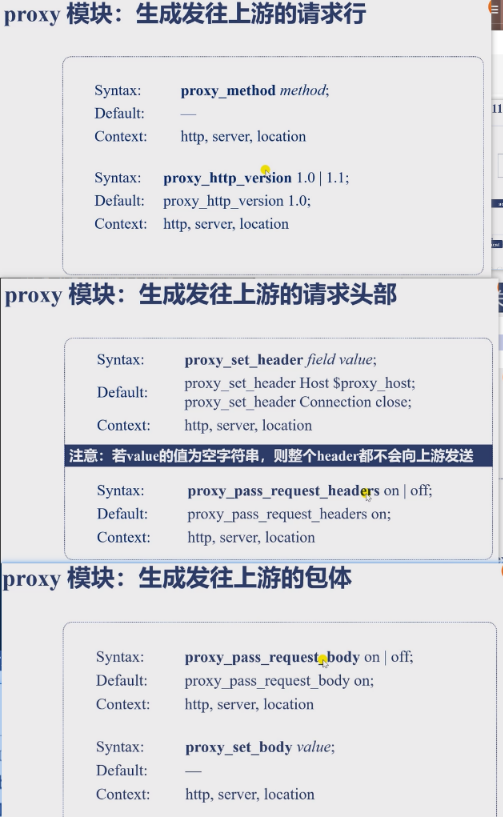 proxy 模块：生成发往上游的请求行
Syntax: proxy_method method;
Default: —
Context: http, server, location
Syntax: proxy_http_version 1.0 | 1.1;
Default: proxy_http_version 1.0;
Context: http, server, location
proxy 模块：生成发往上游的请求头部
Syntax: proxy_set_header field value;
Default: proxy_set_header Host $proxy_host;
proxy_set_header Connection close;
Context: http, server, location
注意：若value的值为空字符串，则整个header都不会向上游发送
Syntax: proxy_pass_request_headers on | off;
Default: proxy_pass_request_headers on;
Context: http, server, location
proxy 模块：生成发往上游的包体
Syntax: proxy_pass_request_body on | off;
Default: proxy_pass_request_body on;
Context: http, server, location
Syntax: proxy_set_body value;
Default: —
Context: http, server, location